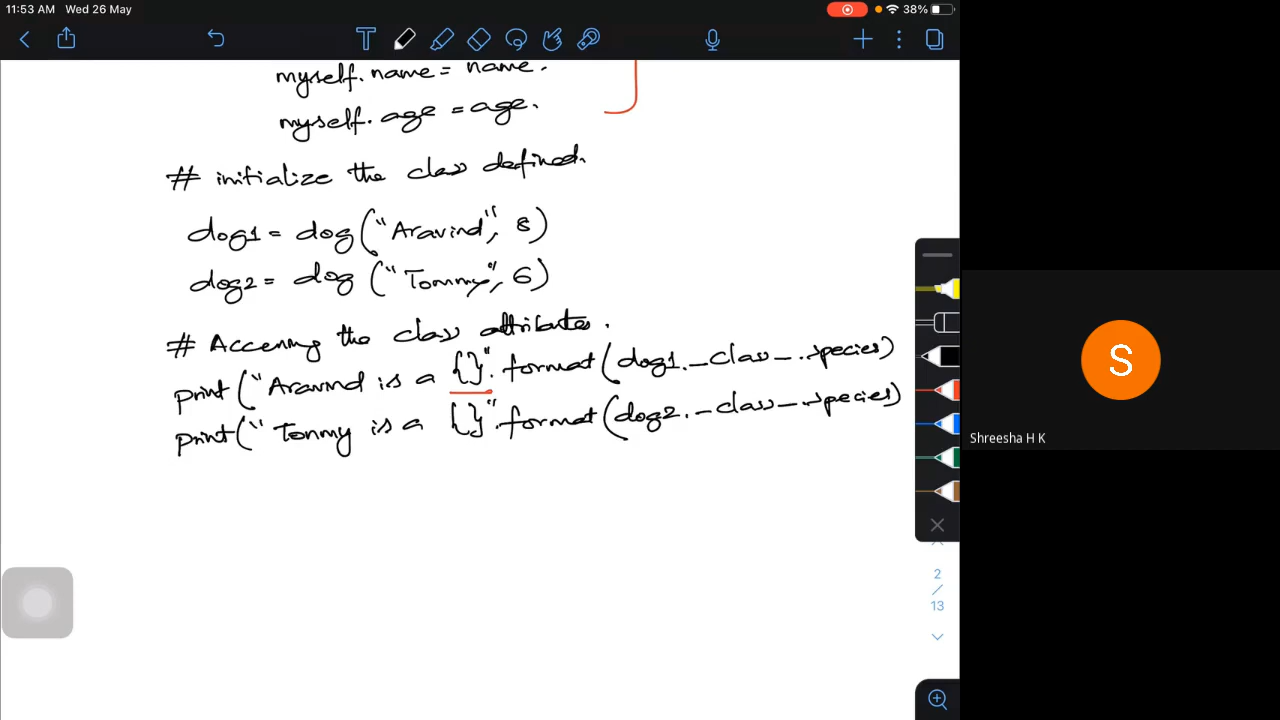 11:53 AM Wed 26 May
38%
myself.name = name.
myself.age = age.
# initialize the class defined.
dog1 = dog("Aravind", 8)
dog2 = dog ("Tommy", 6)
# Accessing the class attributes.
print("Aravind is a {}".format(dog1._class_.species)
print("Tommy is a {}".format(dog2._class_.species)
S
Shreesha H K
2
/
13